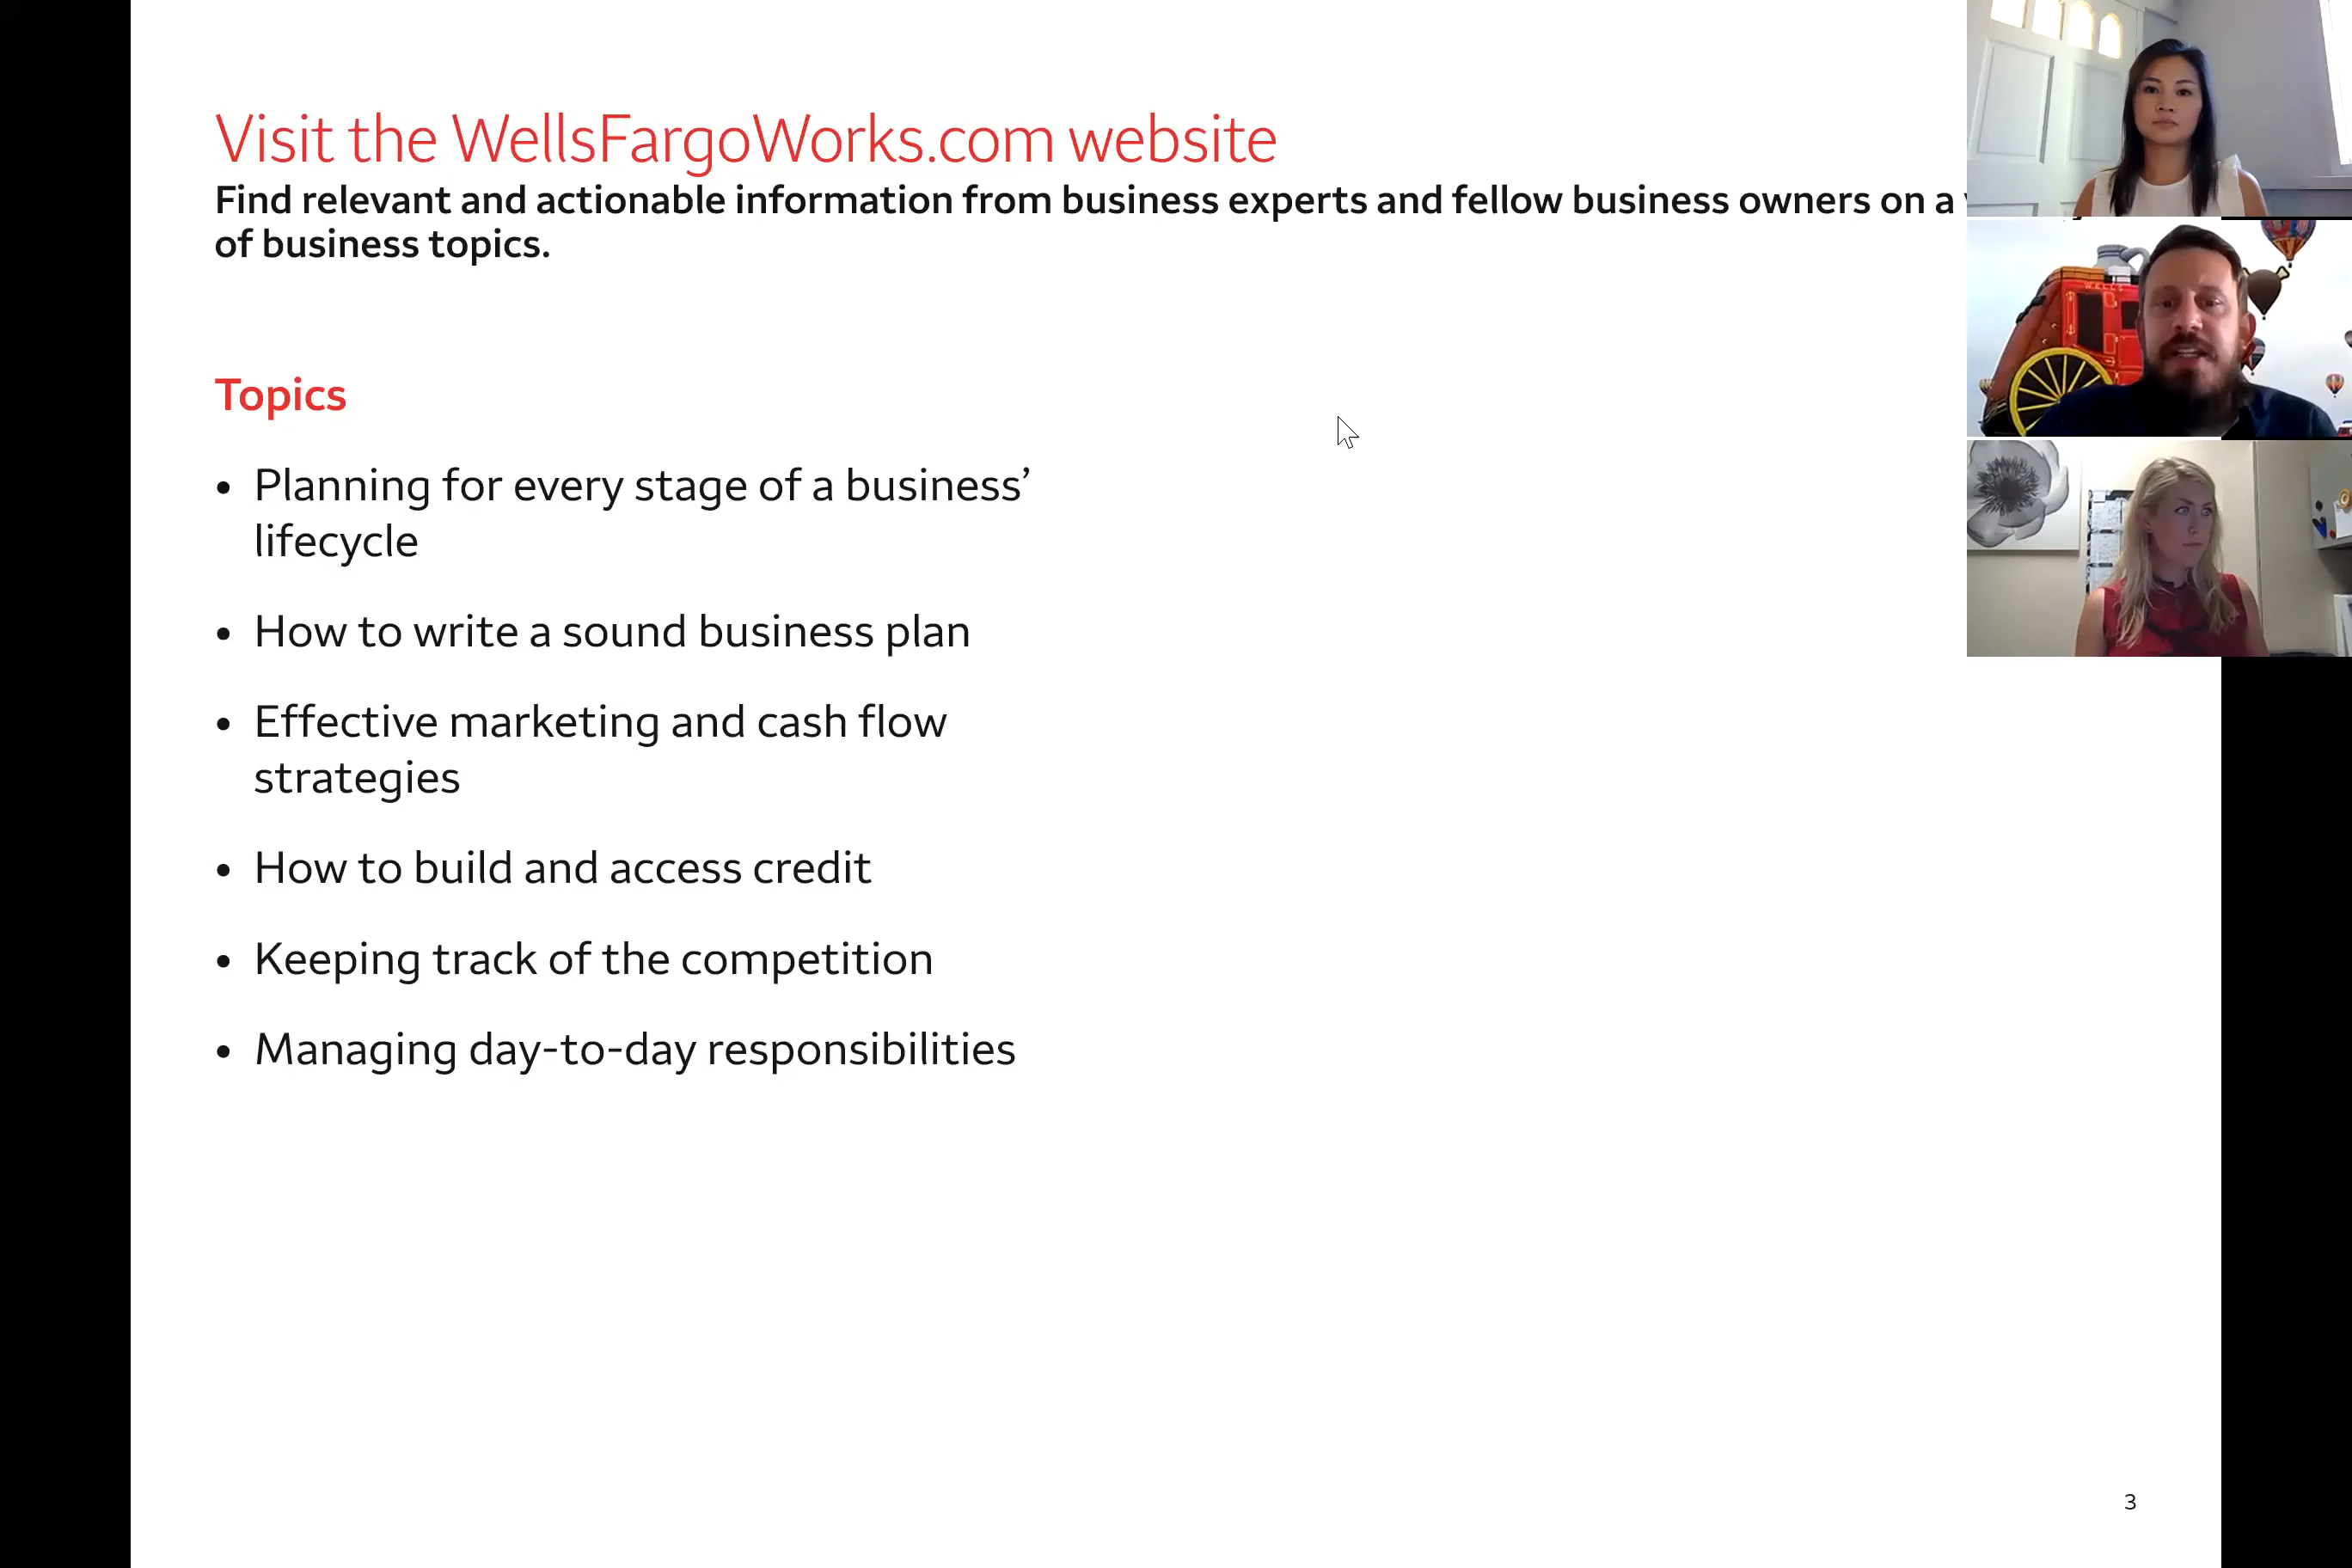 Visit the WellsFargoWorks.com website
Find relevant and actionable information from business experts and fellow business owners on a
of business topics.
Topics
• Planning for every stage of a business’
lifecycle
• How to write a sound business plan
• Effective marketing and cash flow
strategies
• How to build and access credit
• Keeping track of the competition
• Managing day-to-day responsibilities
WELLS
3